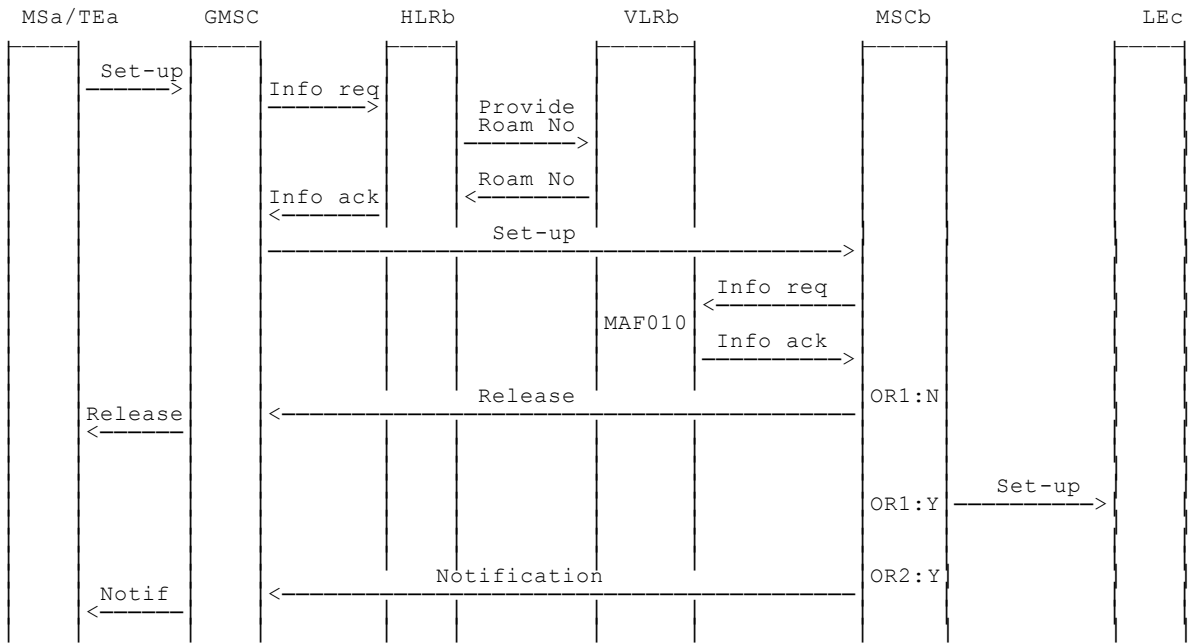 MSa/TEa GMSC HLRb VLRb MSCb LEc
Set-up
Info req
Provide
Roam No
Roam No
Info ack
Set-up
Info req
MAF010
Info ack
Release OR1:N
Release
Set-up
OR1:Y
Notification OR2:Y
Notif